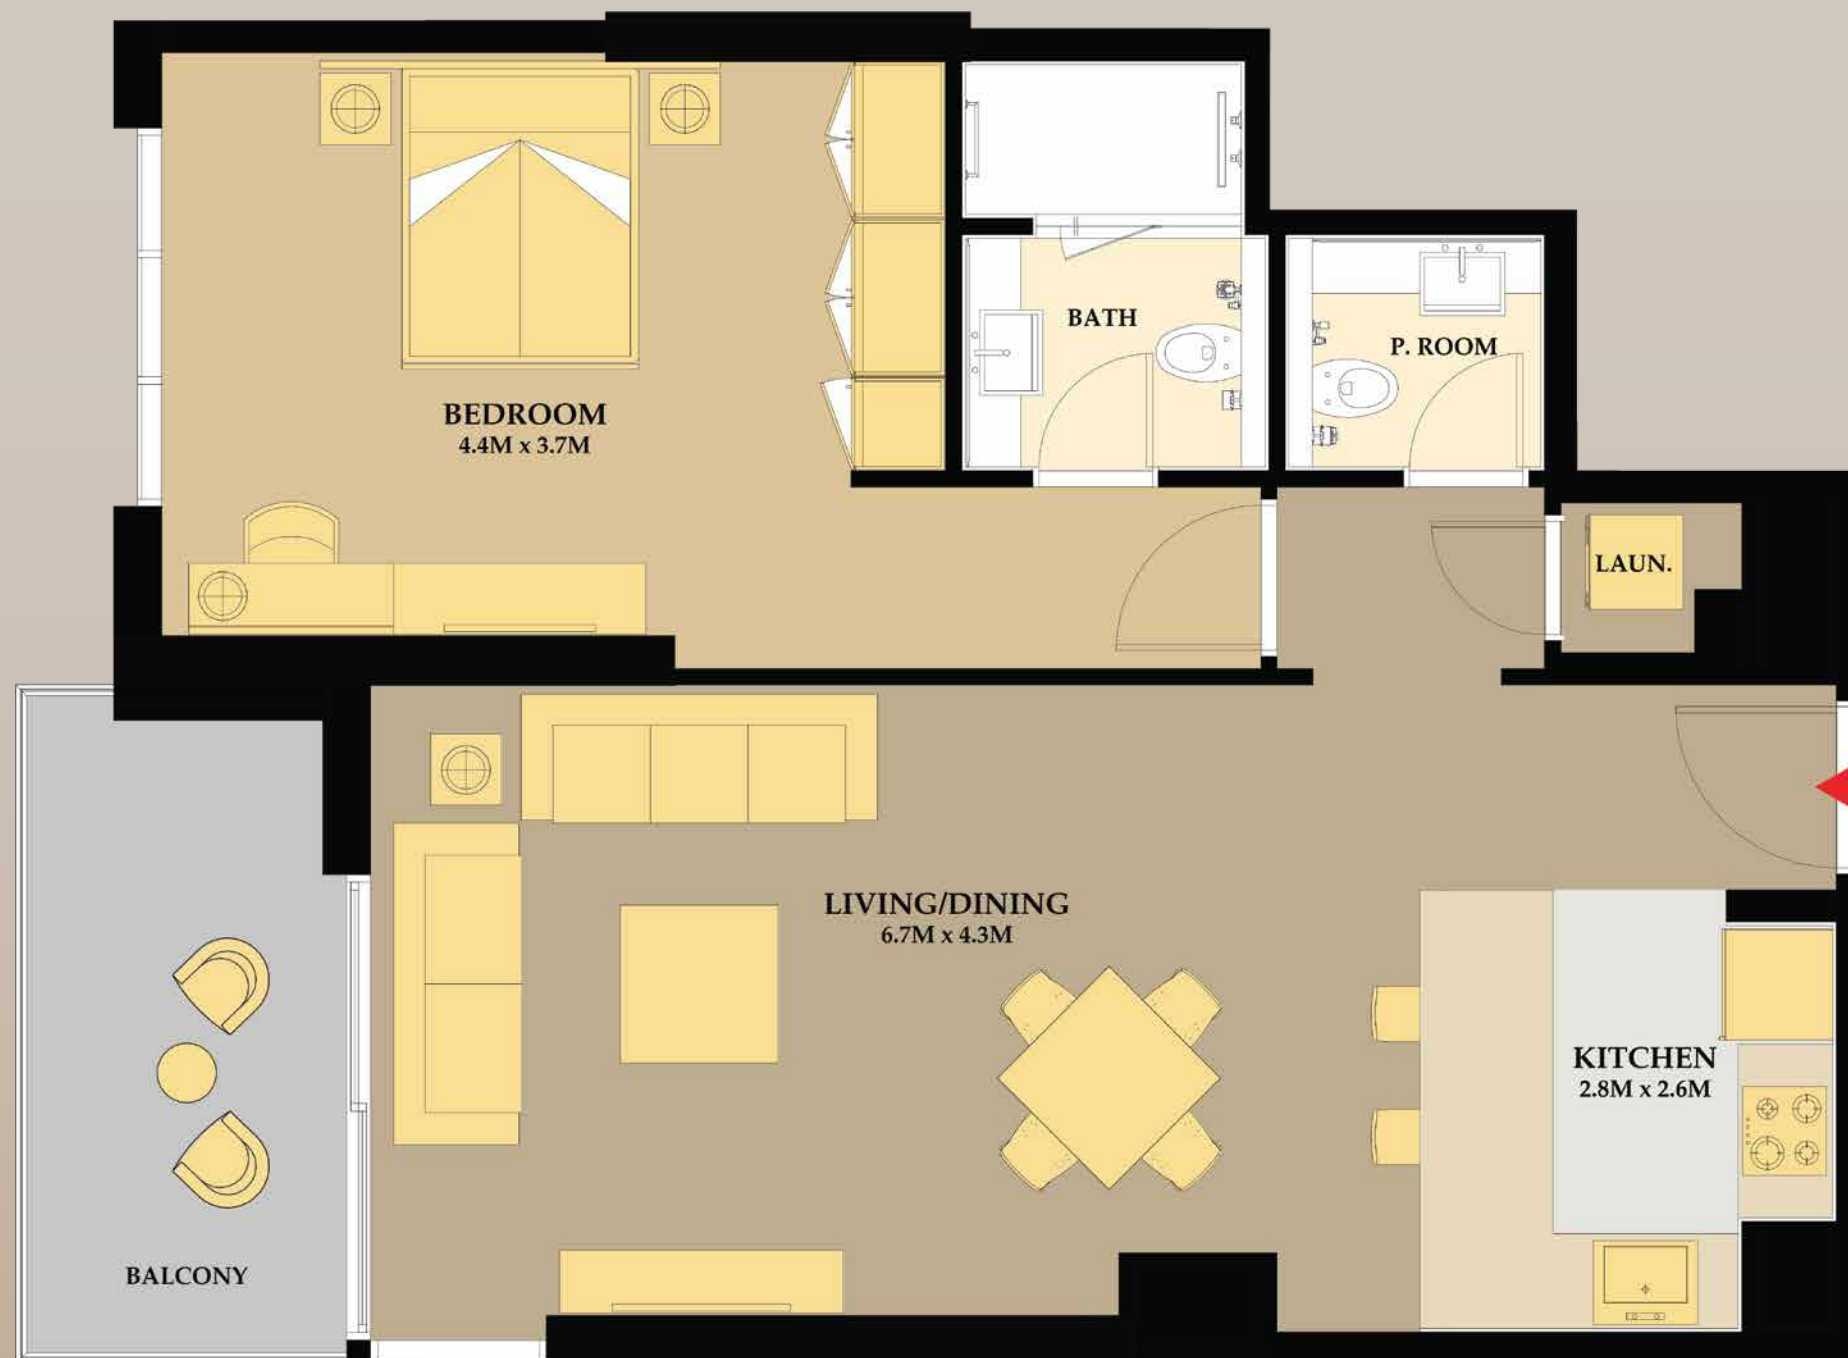 BATH
P. ROOM
BEDROOM
4.4M x 3.7M
LAUN.
LIVING/DINING
6.7M x 4.3M
KITCHEN
2.8M x 2.6M
BALCONY